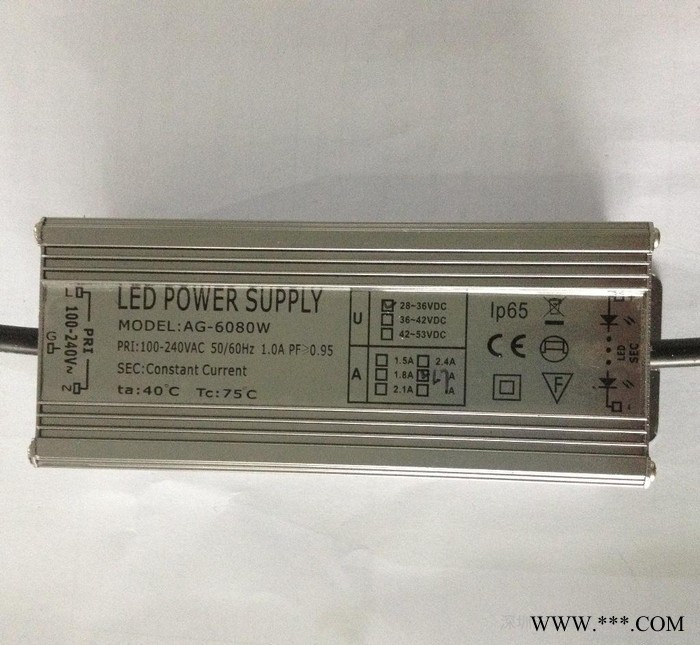 LED POWER SUPPLY
MODEL:AG-6080W
PRI:100-240VAC 50/60Hz 1.0A PF≥0.95
SEC:Constant Current
ta:40℃ Tc:75℃
L
PRI
100-240V~
G
N
U
28-36VDC
36-42VDC
42-53VDC
A
1.5A
2.4A
1.8A
A
2.1A
A
Ip65
CE
F
+
LED
SEC
-
WWW.***.COM